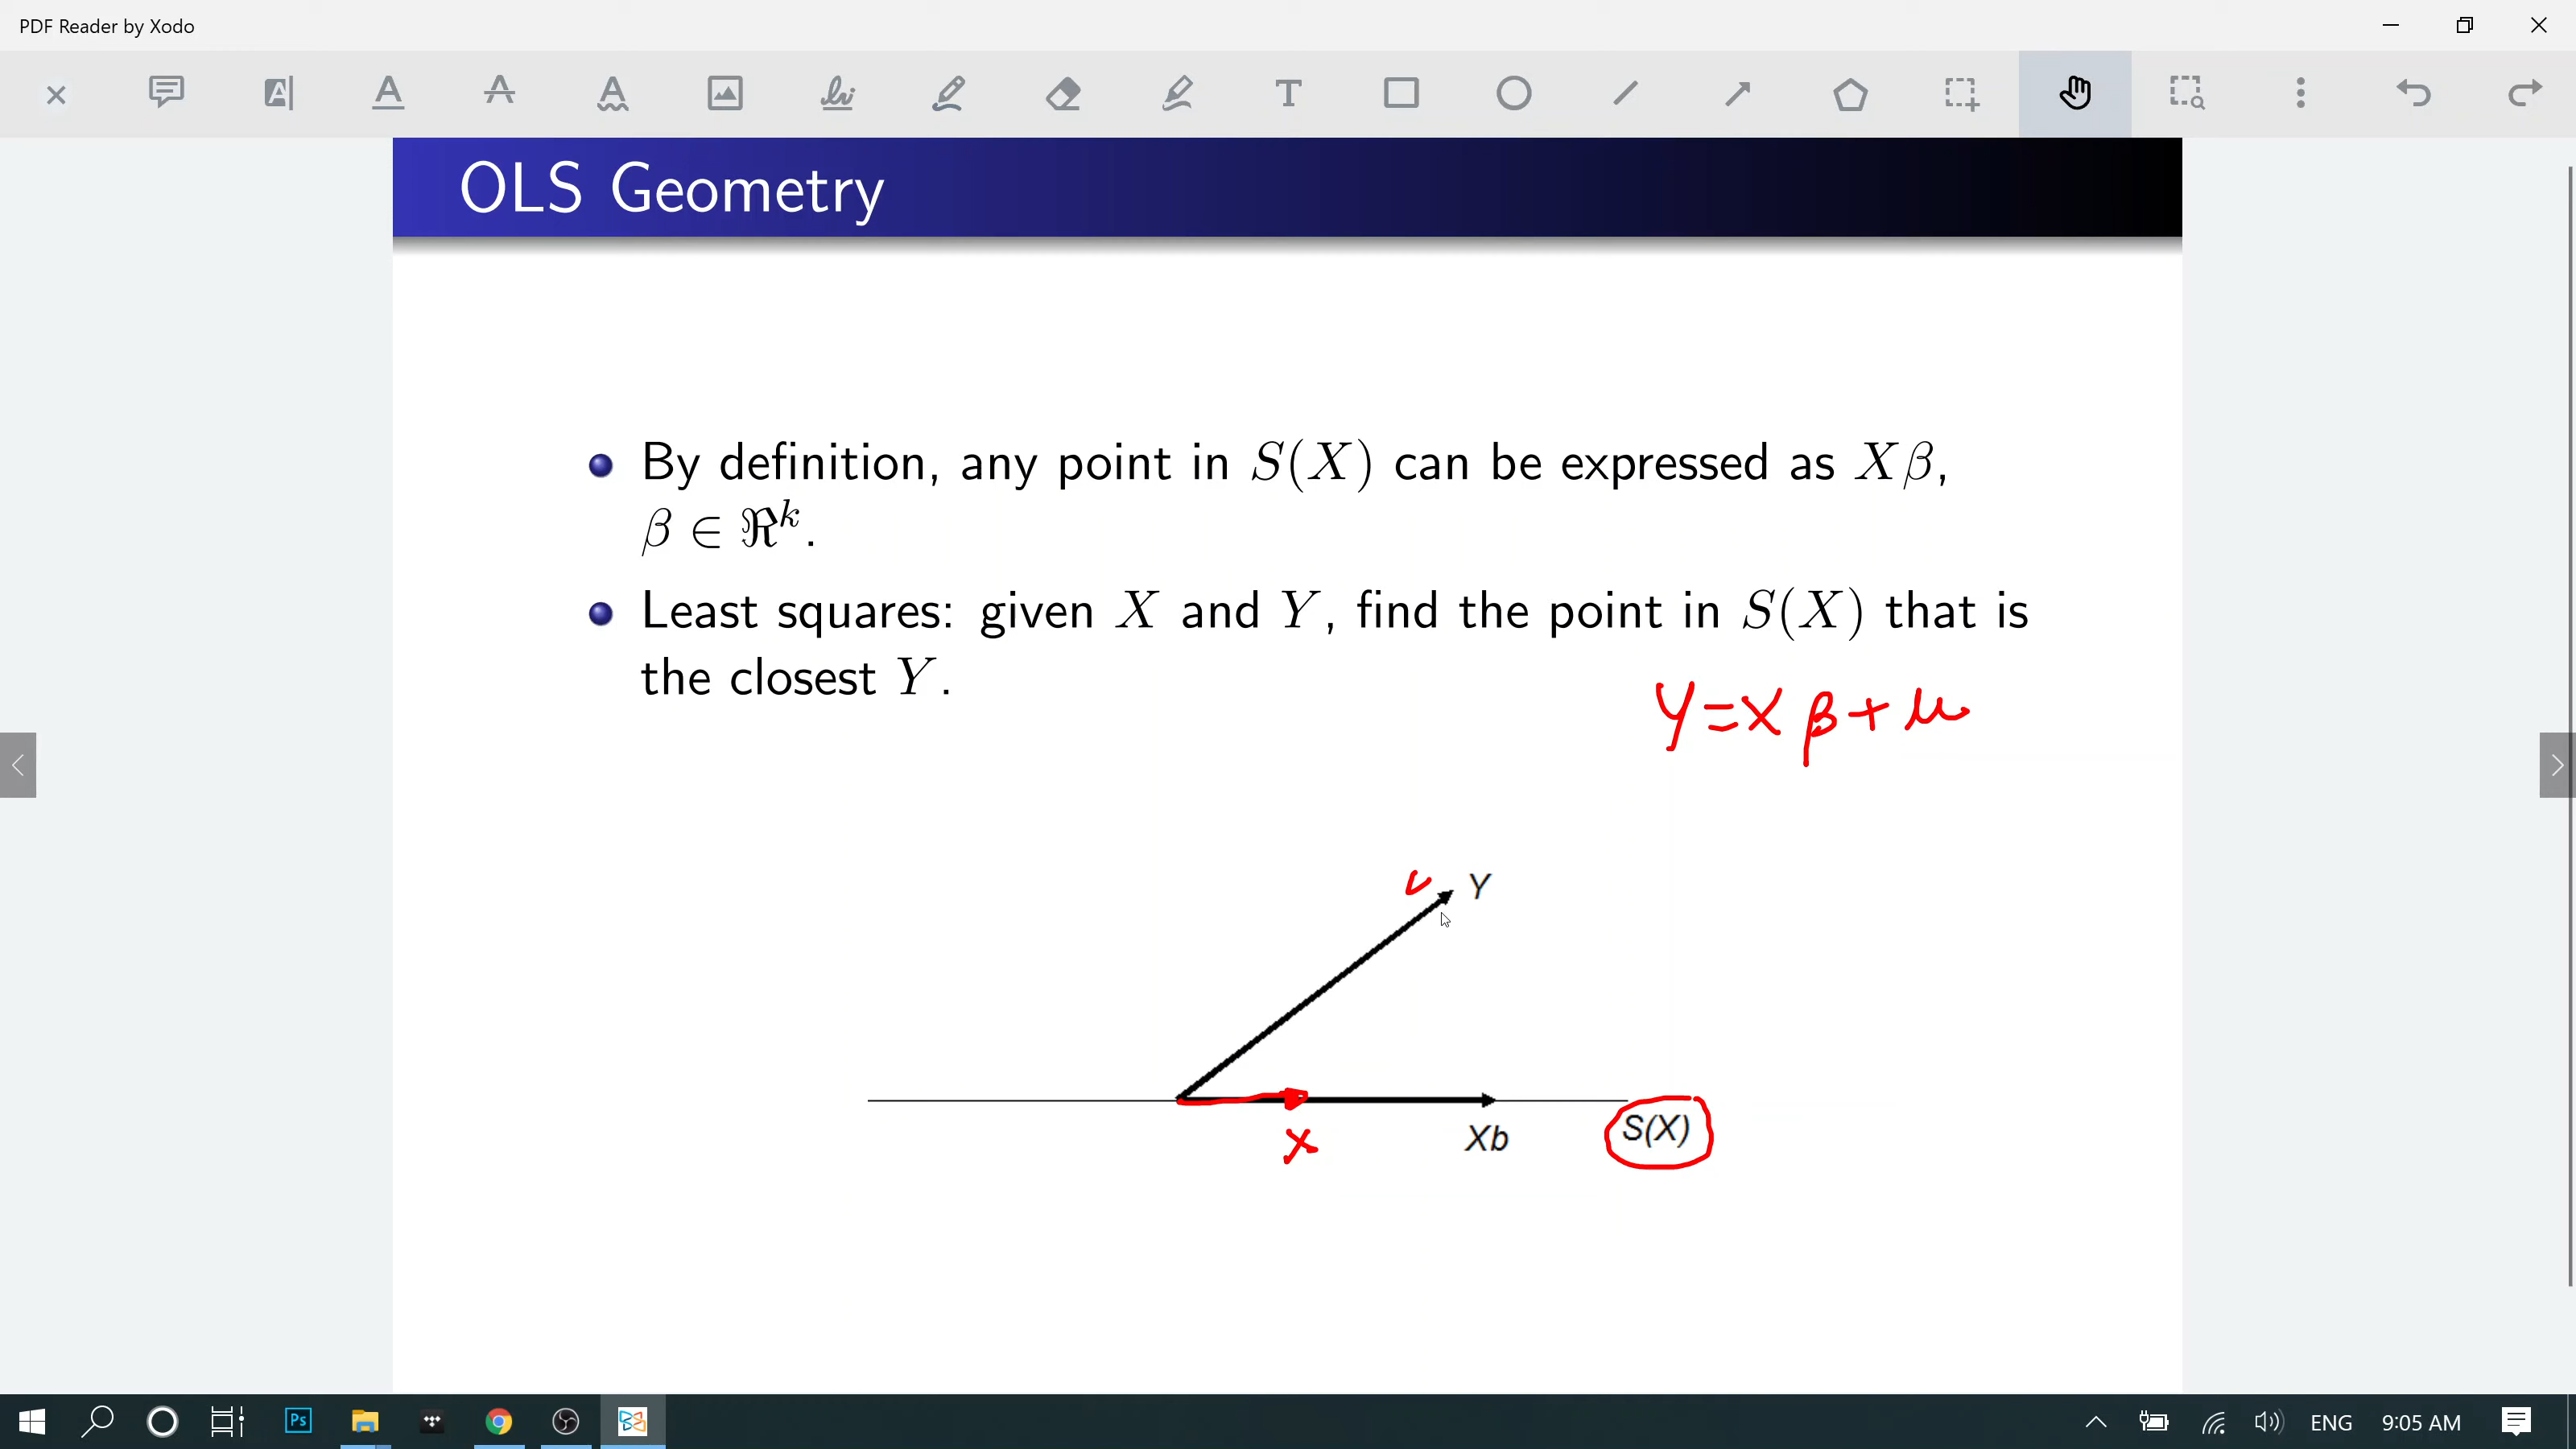 PDF Reader by Xodo
OLS Geometry
By definition, any point in S(X) can be expressed as Xβ,
β ∈ ℜ^k.
Least squares: given X and Y, find the point in S(X) that is
the closest Y.
Y=Xβ+μ
Y
X
Xb
S(X)
Ps
ENG
9:05 AM